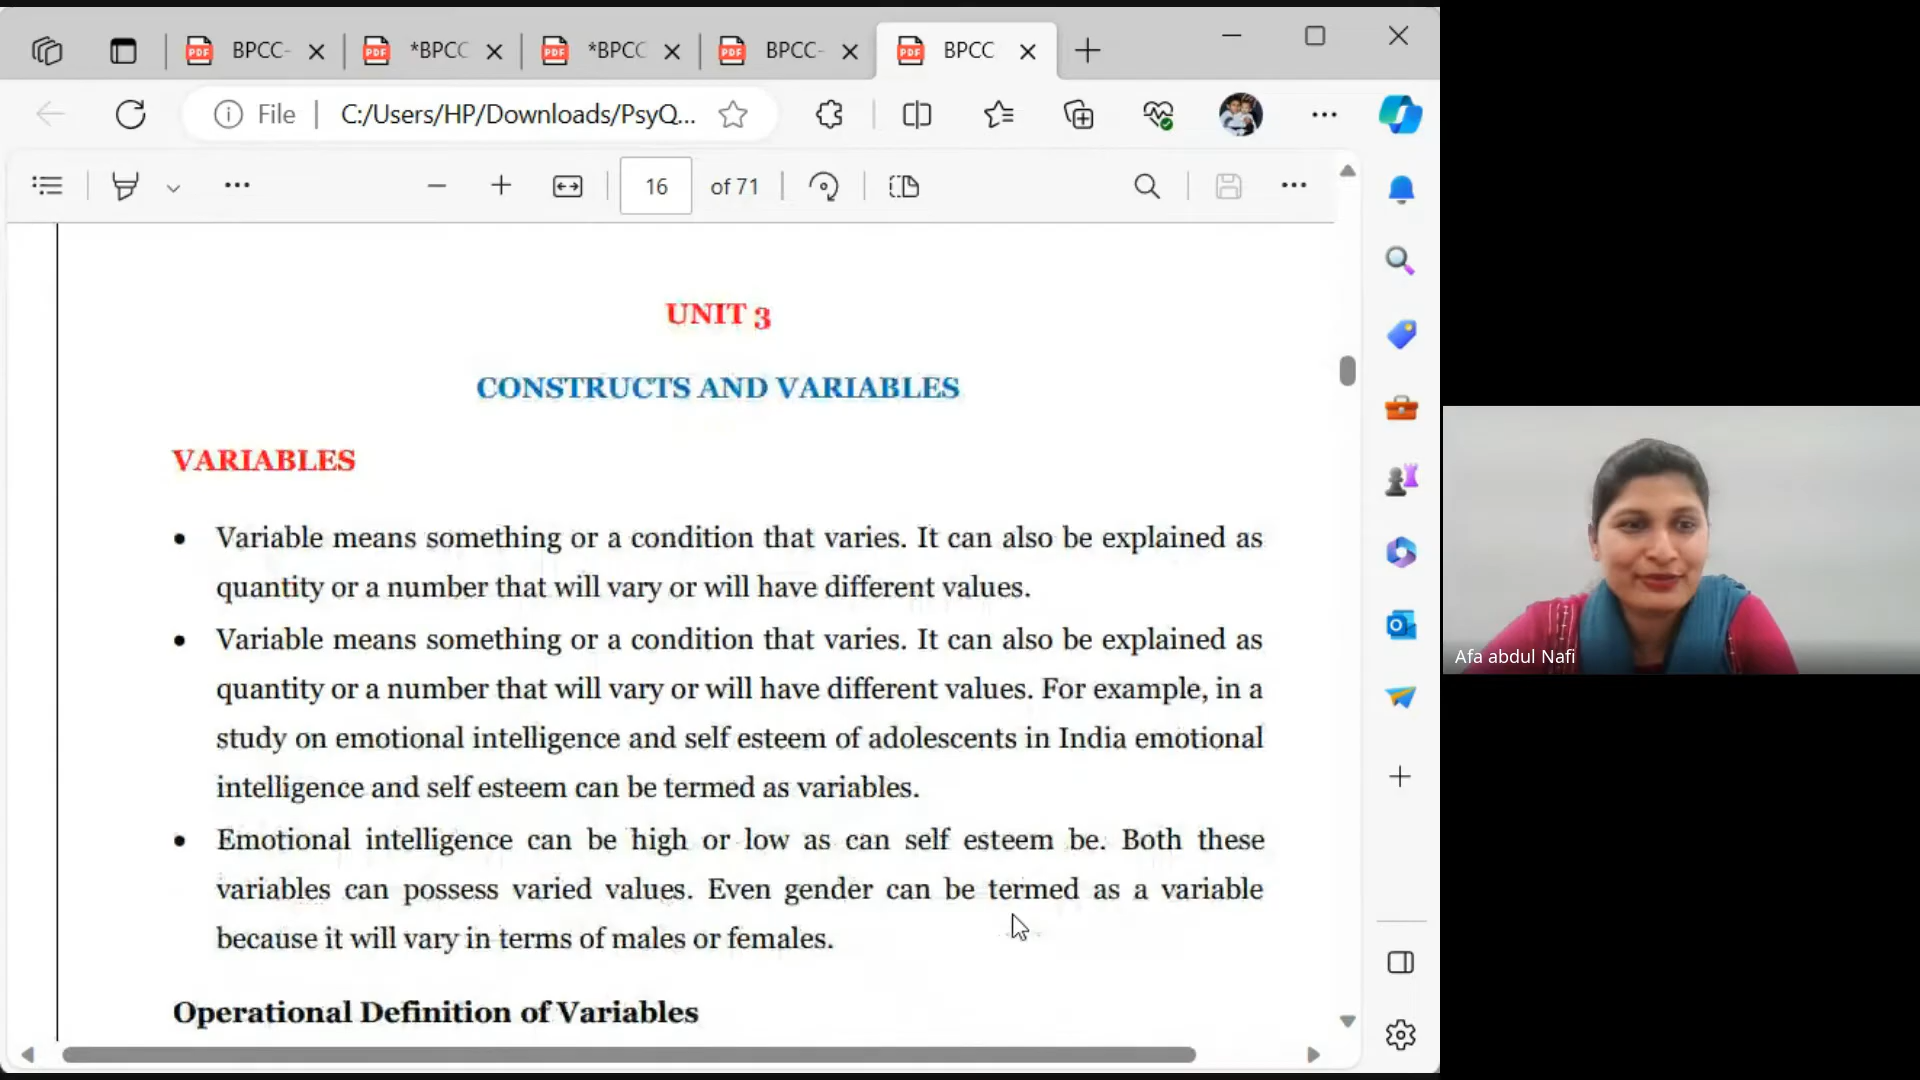 BPCC-
*BPCC
*BPCC
BPCC-
BPCC
File
C:/Users/HP/Downloads/PsyQ...
16
of 71
UNIT 3
CONSTRUCTS AND VARIABLES
VARIABLES
• Variable means something or a condition that varies. It can also be explained as
quantity or a number that will vary or will have different values.
• Variable means something or a condition that varies. It can also be explained as
quantity or a number that will vary or will have different values. For example, in a
study on emotional intelligence and self esteem of adolescents in India emotional
intelligence and self esteem can be termed as variables.
• Emotional intelligence can be high or low as can self esteem be. Both these
variables can possess varied values. Even gender can be termed as a variable
because it will vary in terms of males or females.
Operational Definition of Variables
Afa abdul Nafi